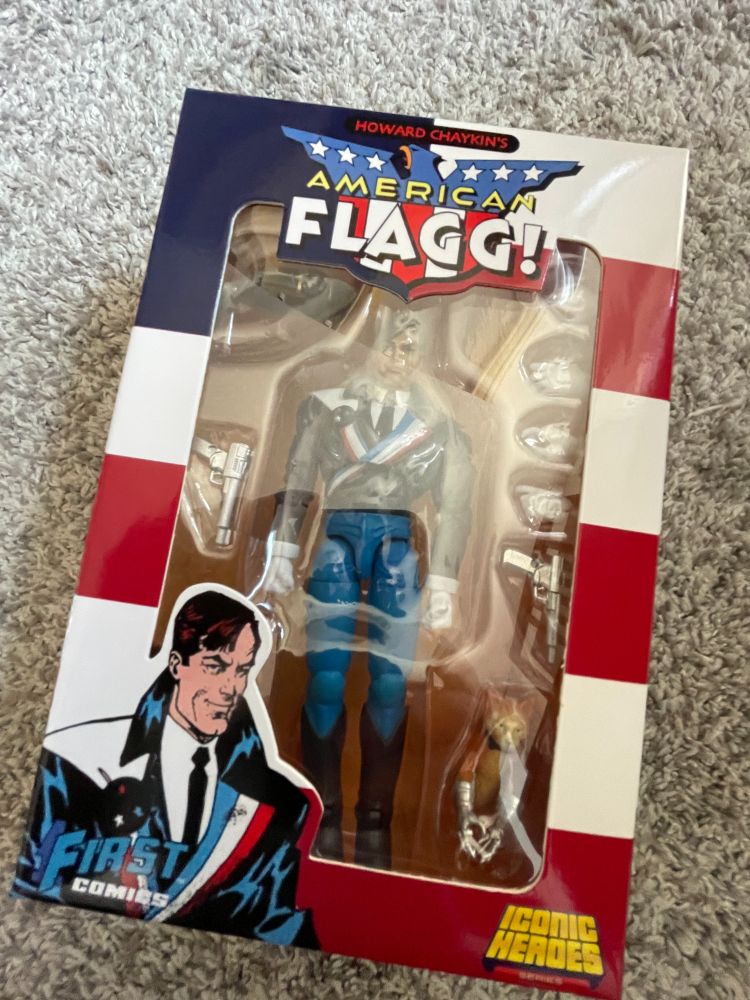 HOWARD CHAYKIN'S
AMERICAN
FLAGG!
FIRST
COMICS
ICONIC
HEROES
SERIES